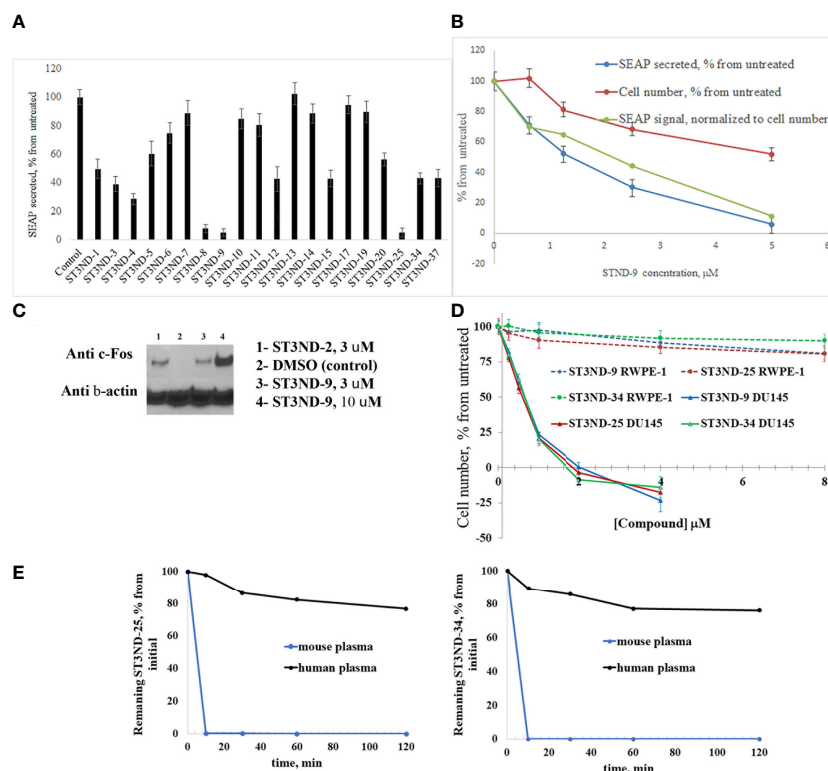 A
SEAP secreted, % from untreated
120
100
80
60
40
20
0
Control
ST3ND-1
ST3ND-3
ST3ND-4
ST3ND-5
ST3ND-6
ST3ND-7
ST3ND-8
ST3ND-9
ST3ND-10
ST3ND-11
ST3ND-12
ST3ND-13
ST3ND-14
ST3ND-15
ST3ND-17
ST3ND-19
ST3ND-20
ST3ND-25
ST3ND-34
ST3ND-37
B
% from untreated
120
100
80
60
40
20
0
-20
0 1 2 3 4 5 6
SEAP secreted, % from untreated
Cell number, % from untreated
SEAP signal, normalized to cell number
STND-9 concentration, µM
C
1 2 3 4
Anti c-Fos
Anti b-actin
1- ST3ND-2, 3 uM
2- DMSO (control)
3- ST3ND-9, 3 uM
4- ST3ND-9, 10 uM
D
Cell number, % from untreated
100
75
50
25
0
-25
-50
0 2 4 6 8
ST3ND-9 RWPE-1
ST3ND-25 RWPE-1
ST3ND-34 RWPE-1
ST3ND-9 DU145
ST3ND-25 DU145
ST3ND-34 DU145
[Compound] µM
E
Remaning ST3ND-25, % from
initial
100
80
60
40
20
0
0 20 40 60 80 100 120
mouse plasma
human plasma
time, min
Remaning ST3ND-34, % from
initial
100
80
60
40
20
0
0 20 40 60 80 100 120
mouse plasma
human plasma
time, min